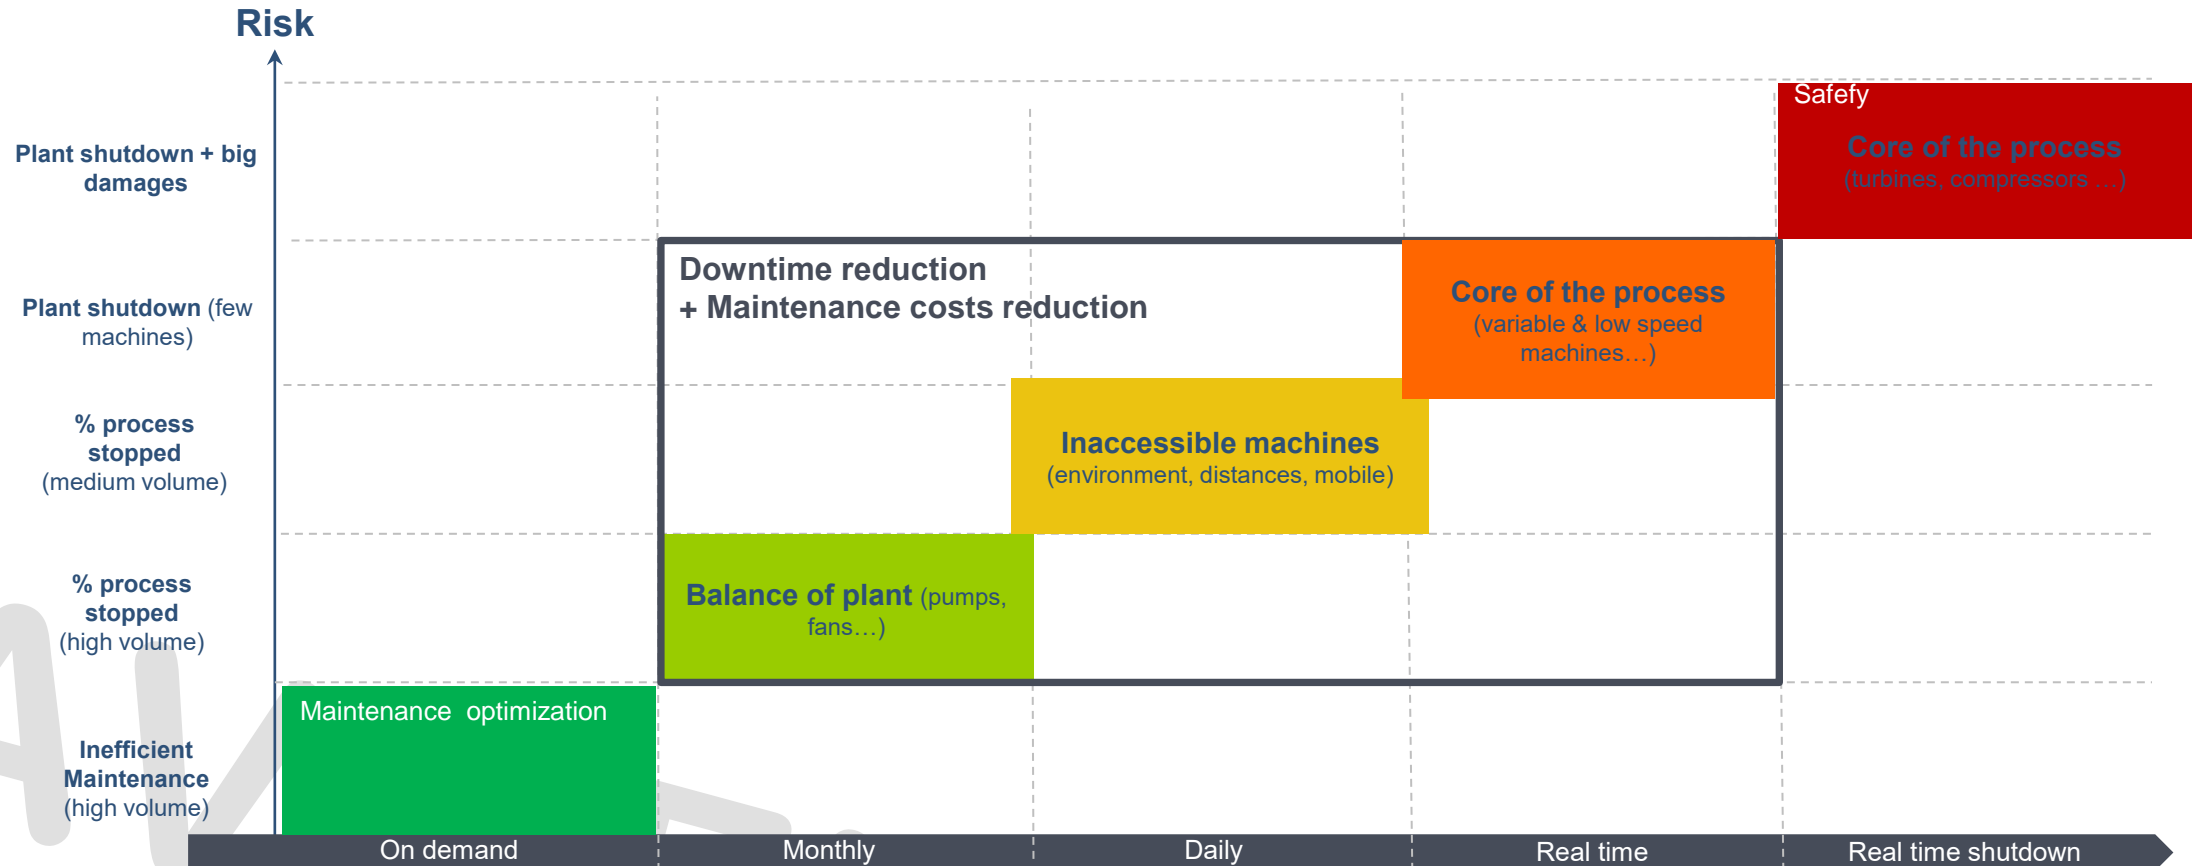 Risk
Plant shutdown + big
damages
Safefy
Core of the process
(turbines, compressors …)
Plant shutdown (few
machines)
Downtime reduction
+ Maintenance costs reduction
Core of the process
(variable & low speed
machines…)
% process
stopped
(medium volume)
Inaccessible machines
(environment, distances, mobile)
% process
stopped
(high volume)
Balance of plant (pumps,
fans…)
Inefficient
Maintenance
(high volume)
Maintenance  optimization
On demand
Monthly
Daily
Real time
Real time shutdown